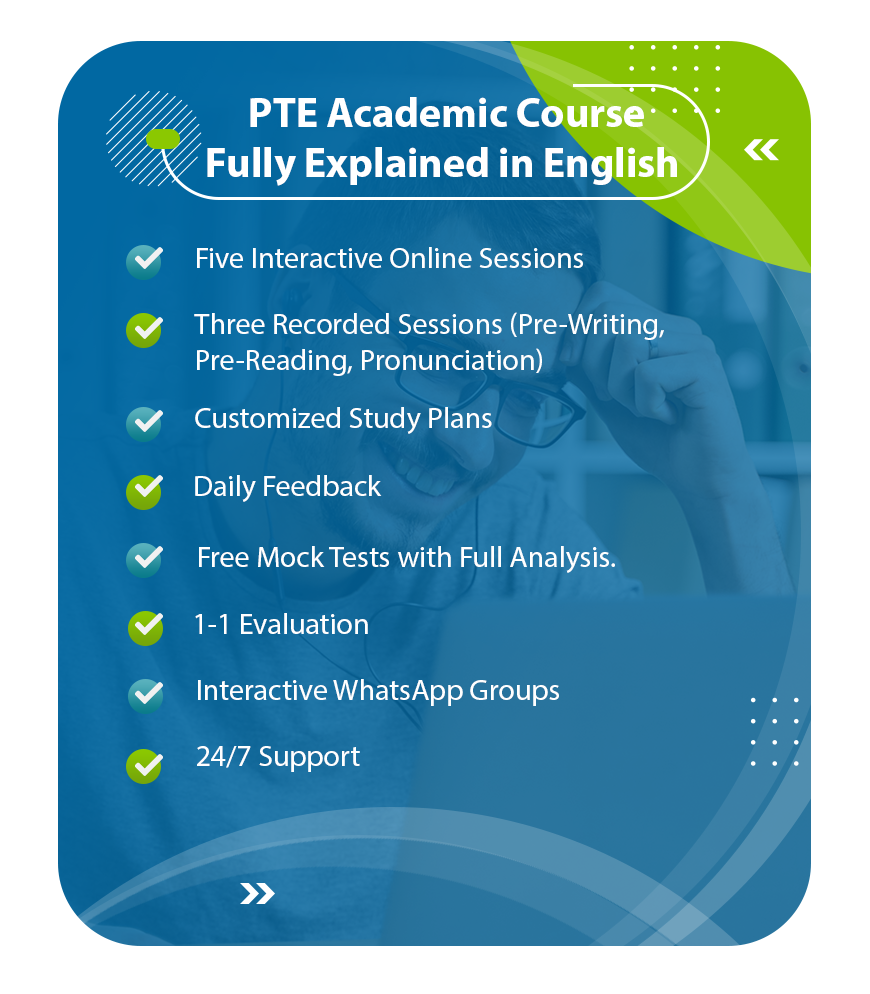 PTE Academic Course
Fully Explained in English
Five Interactive Online Sessions
Three Recorded Sessions (Pre-Writing,
Pre-Reading, Pronunciation)
Customized Study Plans
Daily Feedback
Free Mock Tests with Full Analysis.
1-1 Evaluation
Interactive WhatsApp Groups
24/7 Support